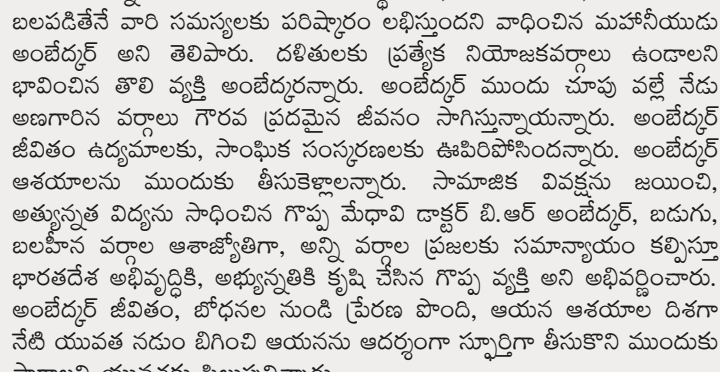 బలపడితేనే వారి సమస్యలకు పరిష్కారం లభిస్తుందని వాధించిన మహానీయుడు
అంబేద్కర్ అని తెలిపారు. దళితులకు ప్రత్యేక నియోజకవర్గాలు ఉండాలని
భావించిన తొలి వ్యక్తి అంబేద్కరన్నారు. అంబేద్కర్ ముందు చూపు వల్లే నేడు
అణగారిన వర్గాలు గౌరవ ప్రదమైన జీవనం సాగిస్తున్నాయన్నారు. అంబేద్కర్
జీవితం ఉద్యమాలకు, సాంఘిక సంస్కరణలకు ఊపిరిపోసిందన్నారు. అంబేద్కర్
ఆశయాలను ముందుకు తీసుకెళ్లాలన్నారు. సామాజిక వివక్షను జయించి,
అత్యున్నత విద్యను సాధించిన గొప్ప మేధావి డాక్టర్ బి.ఆర్ అంబేద్కర్, బడుగు,
బలహీన వర్గాల ఆశాజ్యోతిగా, అన్ని వర్గాల ప్రజలకు సమాన్యాయం కల్పిస్తూ
భారతదేశ అభివృద్ధికి, అభ్యున్నతికి కృషి చేసిన గొప్ప వ్యక్తి అని అభివర్ణించారు.
అంబేద్కర్ జీవితం, బోధనల నుండి ప్రేరణ పొంది, ఆయన ఆశయాల దిశగా
నేటి యువత నడుం బిగించి ఆయనను ఆదర్శంగా స్ఫూర్తిగా తీసుకొని ముందుకు